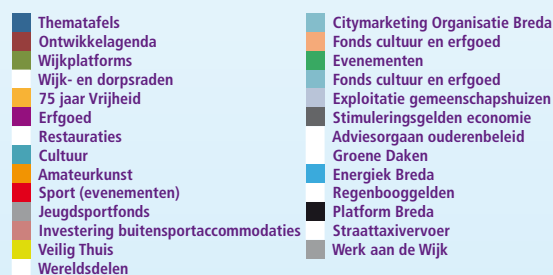 Thematafels
Ontwikkelagenda
Wijkplatforms
Wijk- en dorpsraden
75 jaar Vrijheid
Erfgoed
Restauraties
Cultuur
Amateurkunst
Sport (evenementen)
Jeugdsportfonds
Investering buitensportaccommodaties
Veilig Thuis
Wereldsdelen
Citymarketing Organisatie Breda
Fonds cultuur en erfgoed
Evenementen
Fonds cultuur en erfgoed
Exploitatie gemeenschapshuizen
Stimuleringsgelden economie
Adviesorgaan ouderenbeleid
Groene Daken
Energiek Breda
Regenbooggelden
Platform Breda
Straattaxivervoer
Werk aan de Wijk